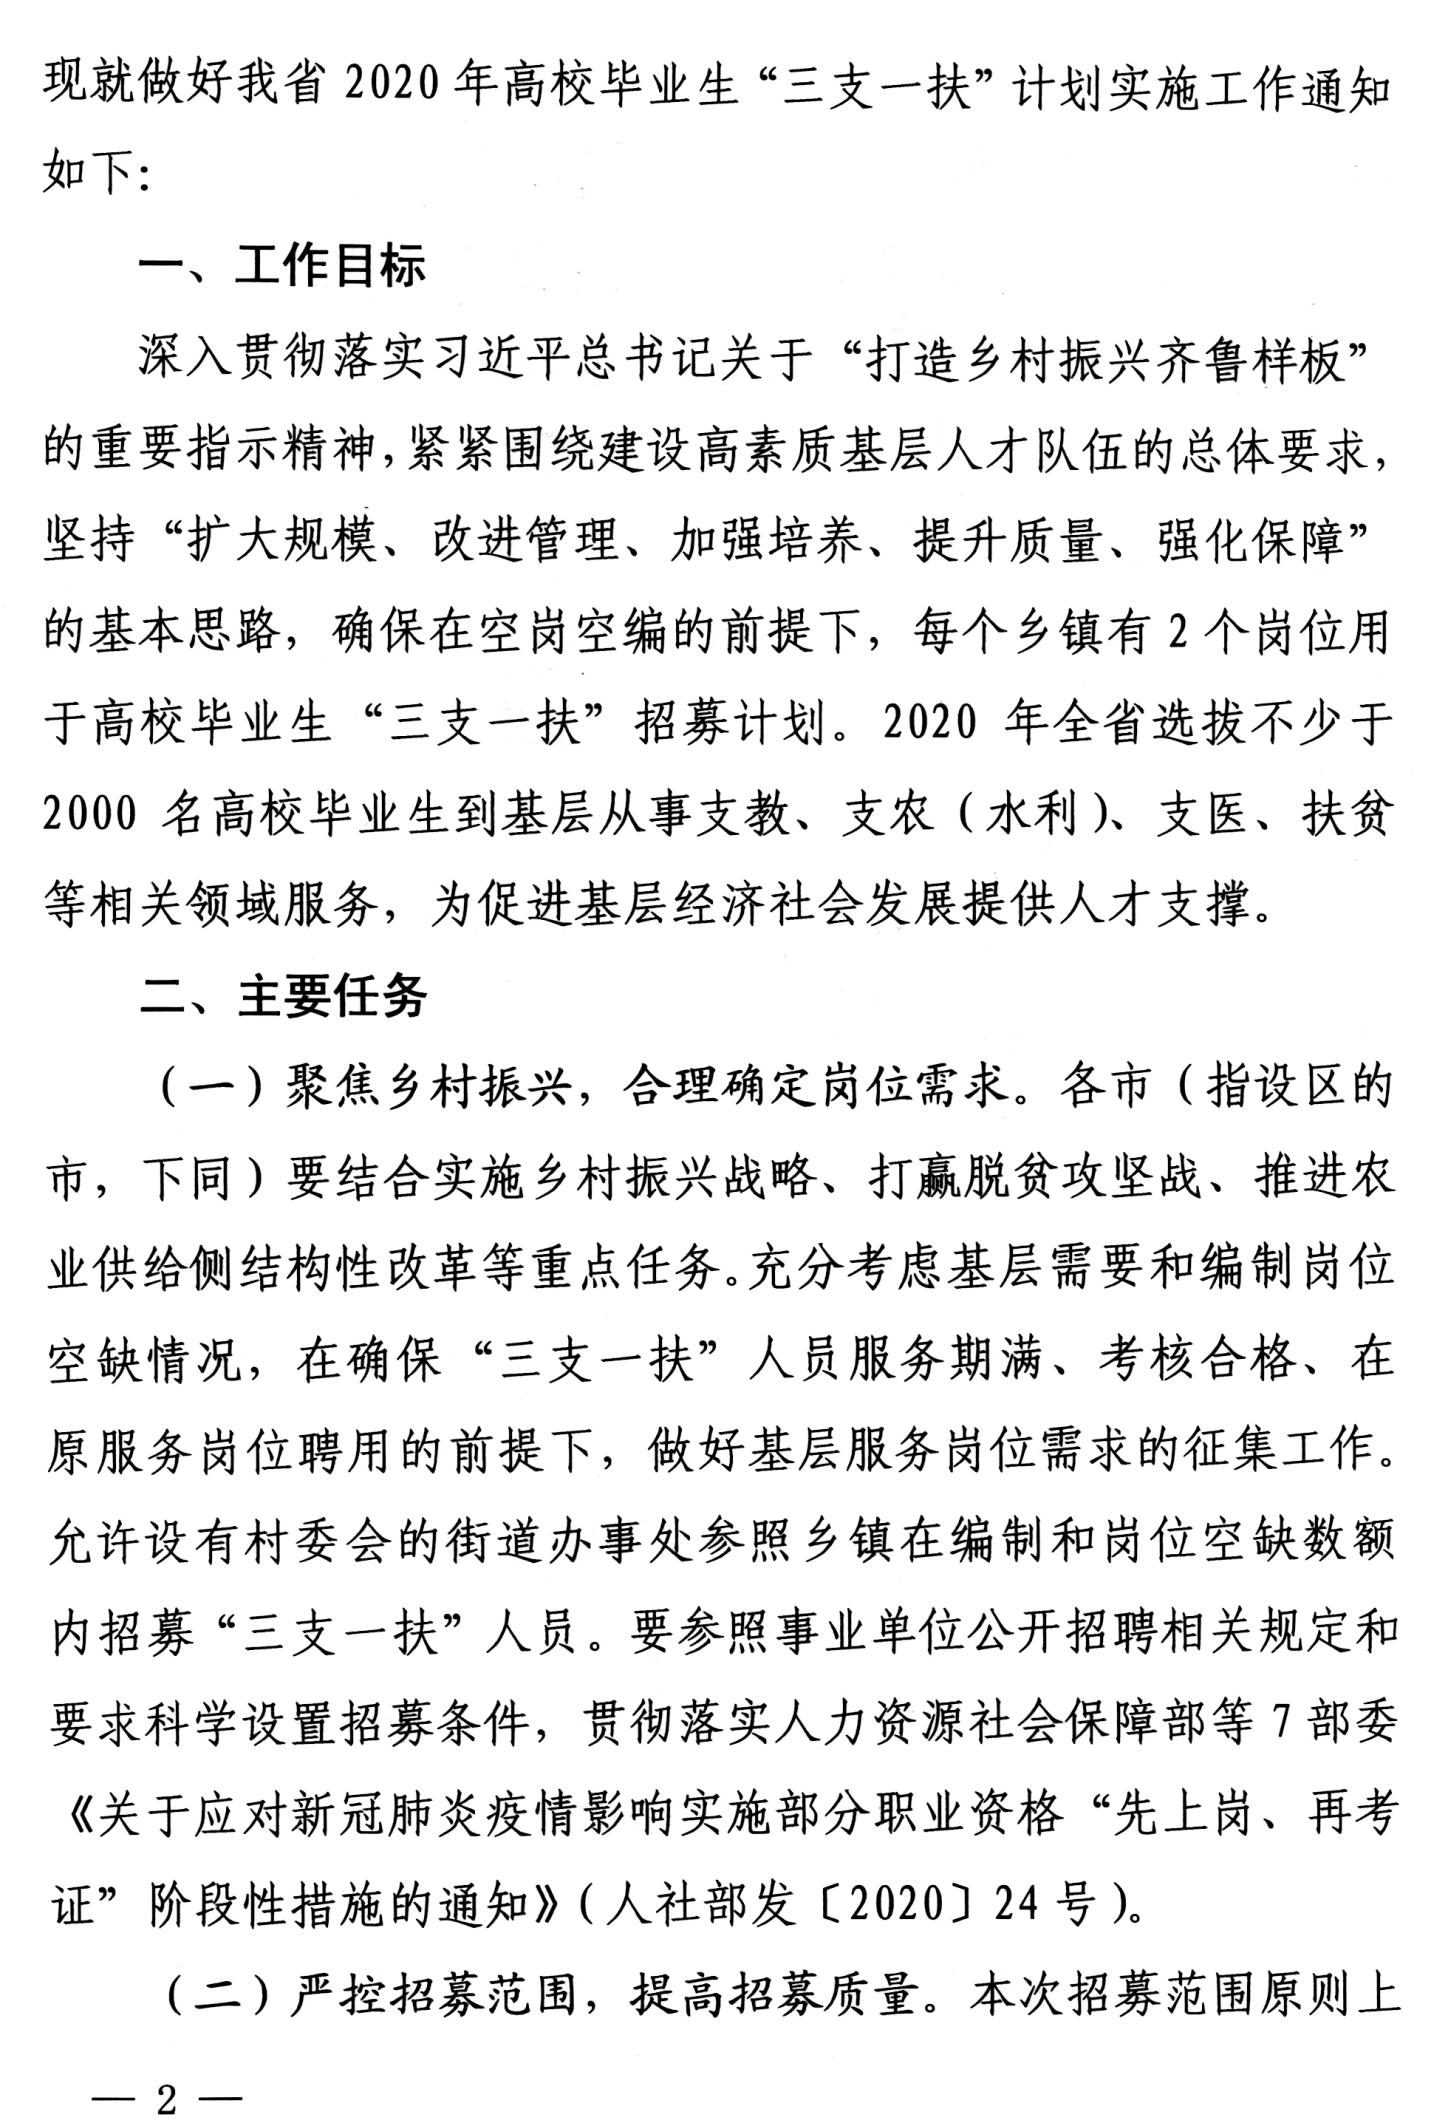 现就做好我省 2020 年高校毕业生“三支一扶”计划实施工作通知
如下：
一、工作目标
深入贯彻落实习近平总书记关于“打造乡村振兴齐鲁样板”
的重要指示精神，紧紧围绕建设高素质基层人才队伍的总体要求，
坚持“扩大规模、改进管理、加强培养、提升质量、强化保障”
的基本思路，确保在空岗空编的前提下，每个乡镇有 2 个岗位用
于高校毕业生“三支一扶”招募计划。2020 年全省选拔不少于
2000 名高校毕业生到基层从事支教、支农（水利）、支医、扶贫
等相关领域服务，为促进基层经济社会发展提供人才支撑。
二、主要任务
（一）聚焦乡村振兴，合理确定岗位需求。各市（指设区的
市，下同）要结合实施乡村振兴战略、打赢脱贫攻坚战、推进农
业供给侧结构性改革等重点任务。充分考虑基层需要和编制岗位
空缺情况，在确保“三支一扶”人员服务期满、考核合格、在
原服务岗位聘用的前提下，做好基层服务岗位需求的征集工作。
允许设有村委会的街道办事处参照乡镇在编制和岗位空缺数额
内招募“三支一扶”人员。要参照事业单位公开招聘相关规定和
要求科学设置招募条件，贯彻落实人力资源社会保障部等 7 部委
《关于应对新冠肺炎疫情影响实施部分职业资格“先上岗、再考
证”阶段性措施的通知》（人社部发〔2020〕24 号）。
（二）严控招募范围，提高招募质量。本次招募范围原则上
— 2 —